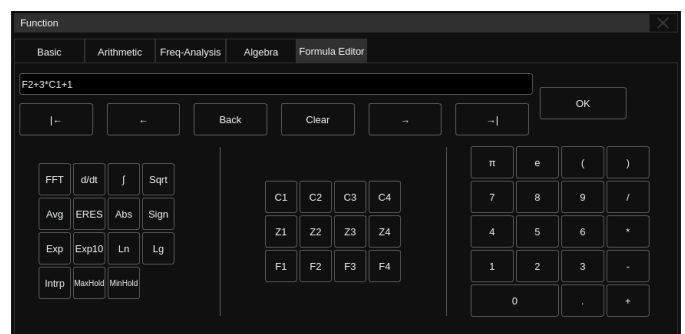 Function
Basic Arithmetic Freq-Analysis Algebra Formula Editor
F2+3*C1+1
OK
|← ← Back Clear → →|
π e ( )
FFT d/dt ∫ Sqrt
C1 C2 C3 C4 7 8 9 /
Avg ERES Abs Sign
Z1 Z2 Z3 Z4 4 5 6 *
Exp Exp10 Ln Lg
F1 F2 F3 F4 1 2 3 -
Intrp MaxHold MinHold
0 . +